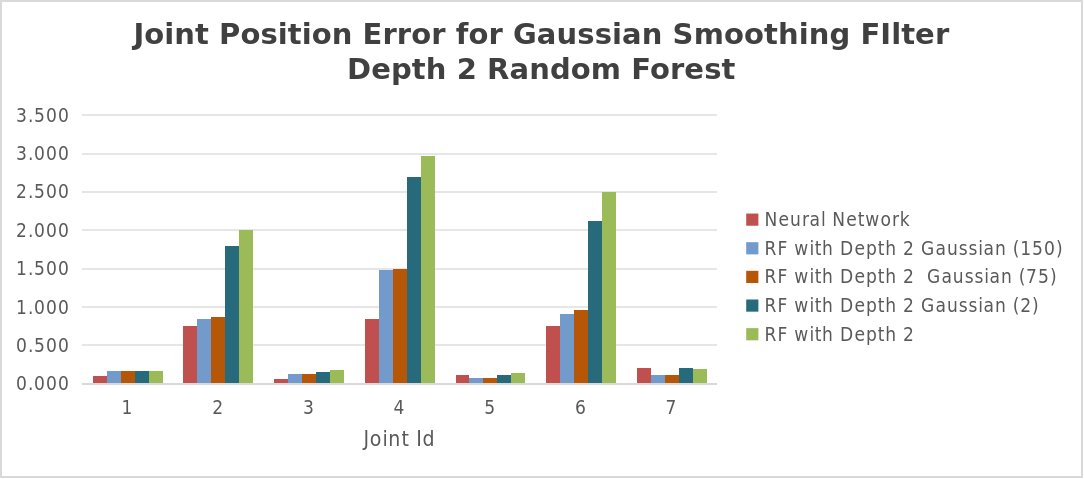 Joint Position Error for Gaussian Smoothing FIlter
Depth 2 Random Forest
3.500
3.000
2.500
2.000
1.500
1.000
0.500
0.000
1 2 3 4 5 6 7
Joint Id
Neural Network
RF with Depth 2 Gaussian (150)
RF with Depth 2  Gaussian (75)
RF with Depth 2 Gaussian (2)
RF with Depth 2